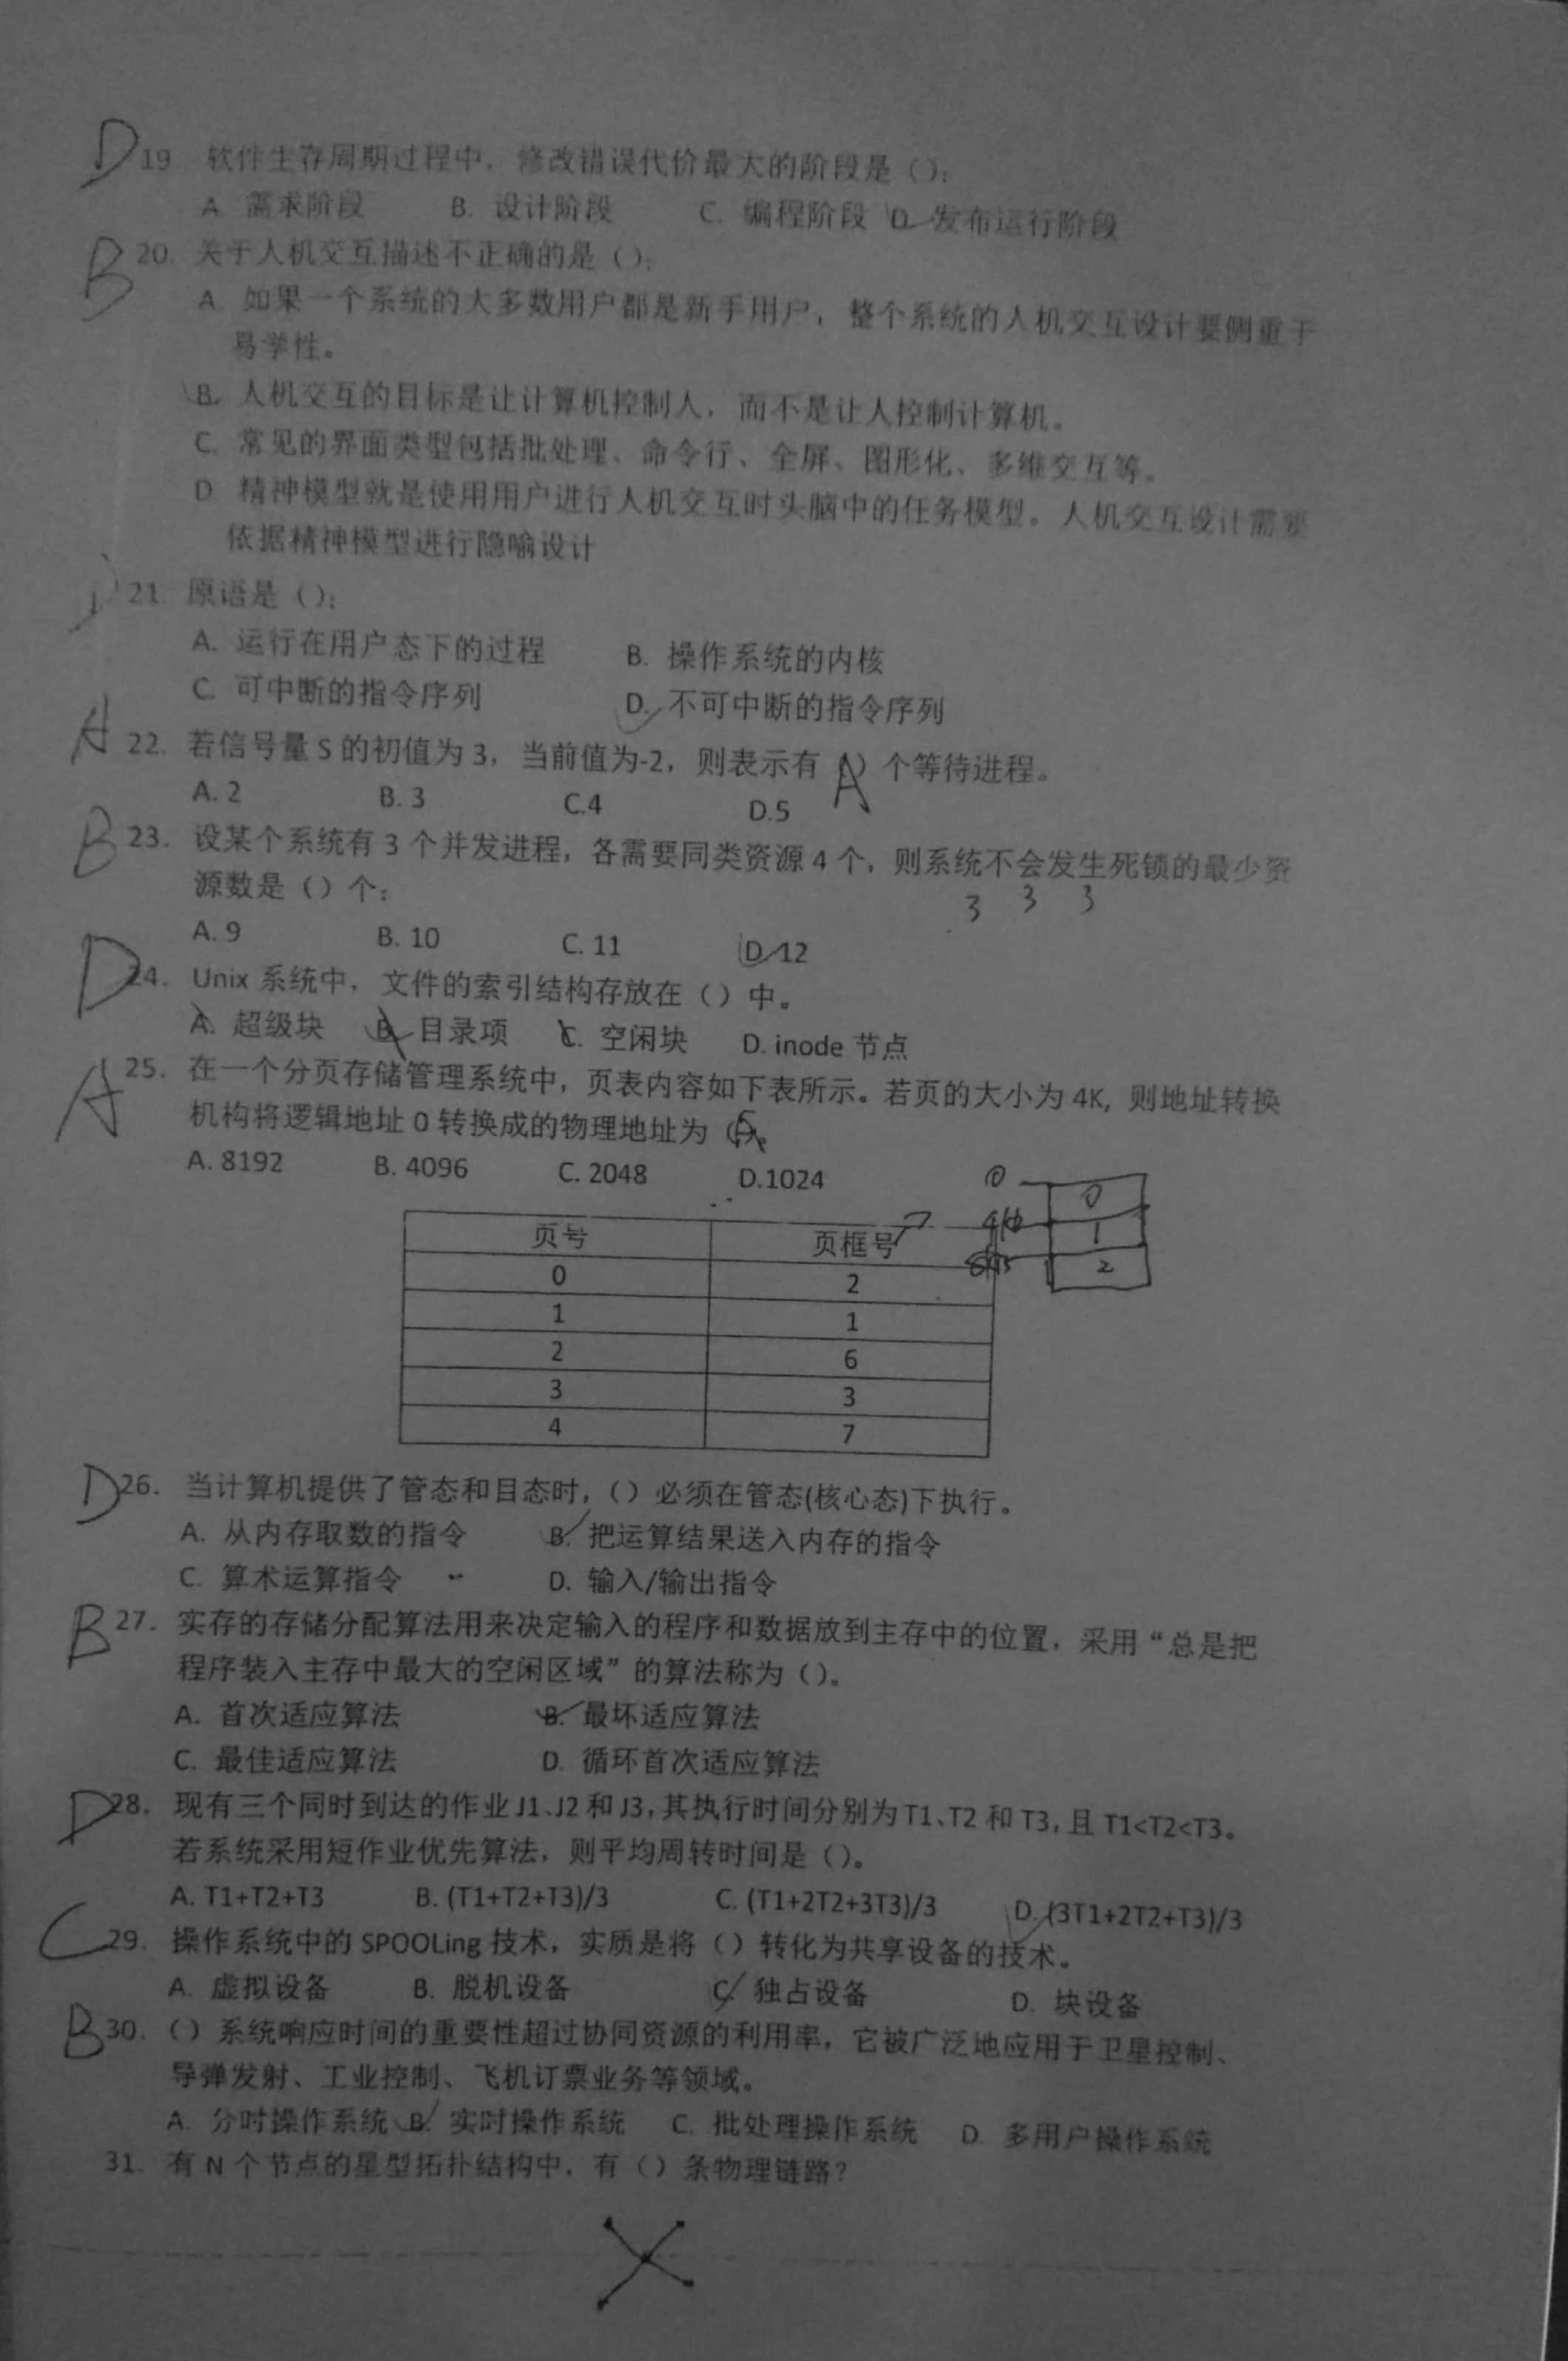 D 19. 软件生存周期过程中，修改错误代价最大的阶段是（）；
A. 需求阶段 B. 设计阶段 C. 编程阶段 D. 发布运行阶段
B 20. 关于人机交互描述不正确的是（）；
A. 如果一个系统的大多数用户都是新手用户，整个系统的人机交互设计要侧重于
易学性。
B. 人机交互的目标是让计算机控制人，而不是让人控制计算机。
C. 常见的界面类型包括批处理、命令行、全屏、图形化、多维交互等。
D. 精神模型就是使用用户进行人机交互时头脑中的任务模型。人机交互设计需要
依据精神模型进行隐喻设计
D 21. 原语是（）；
A. 运行在用户态下的过程 B. 操作系统的内核
C. 可中断的指令序列 D. 不可中断的指令序列
A 22. 若信号量 S 的初值为 3，当前值为-2，则表示有（A）个等待进程。
A. 2 B. 3 C.4 D.5
B 23. 设某个系统有 3 个并发进程，各需要同类资源 4 个，则系统不会发生死锁的最少资
源数是（）个；
3 3 3
A. 9 B. 10 C. 11 D. 12
D 24. Unix 系统中，文件的索引结构存放在（）中。
A. 超级块 B. 目录项 C. 空闲块 D. inode 节点
A 25. 在一个分页存储管理系统中，页表内容如下表所示。若页的大小为 4K, 则地址转换
机构将逻辑地址 0 转换成的物理地址为（）。
A. 8192 B. 4096 C. 2048 D.1024
0 0
页号 页框号 1
0 2 2
1 1
2 6
3 3
4 7
D 26. 当计算机提供了管态和目态时,（）必须在管态(核心态)下执行。
A. 从内存取数的指令 B. 把运算结果送入内存的指令
C. 算术运算指令 D. 输入/输出指令
B 27. 实存的存储分配算法用来决定输入的程序和数据放到主存中的位置，采用“总是把
程序装入主存中最大的空闲区域”的算法称为（）。
A. 首次适应算法 B. 最坏适应算法
C. 最佳适应算法 D. 循环首次适应算法
D 28. 现有三个同时到达的作业 J1、J2 和 J3, 其执行时间分别为 T1、T2 和 T3, 且 T1<T2<T3。
若系统采用短作业优先算法，则平均周转时间是（）。
A. T1+T2+T3 B. (T1+T2+T3)/3 C. (T1+2T2+3T3)/3 D. (3T1+2T2+T3)/3
C 29. 操作系统中的 SPOOLing 技术，实质是将（）转化为共享设备的技术。
A. 虚拟设备 B. 脱机设备 C. 独占设备 D. 块设备
B 30. （）系统响应时间的重要性超过协同资源的利用率，它被广泛地应用于卫星控制、
导弹发射、工业控制、飞机订票业务等领域。
A. 分时操作系统 B. 实时操作系统 C. 批处理操作系统 D. 多用户操作系统
31. 有 N 个节点的星型拓扑结构中，有（）条物理链路？